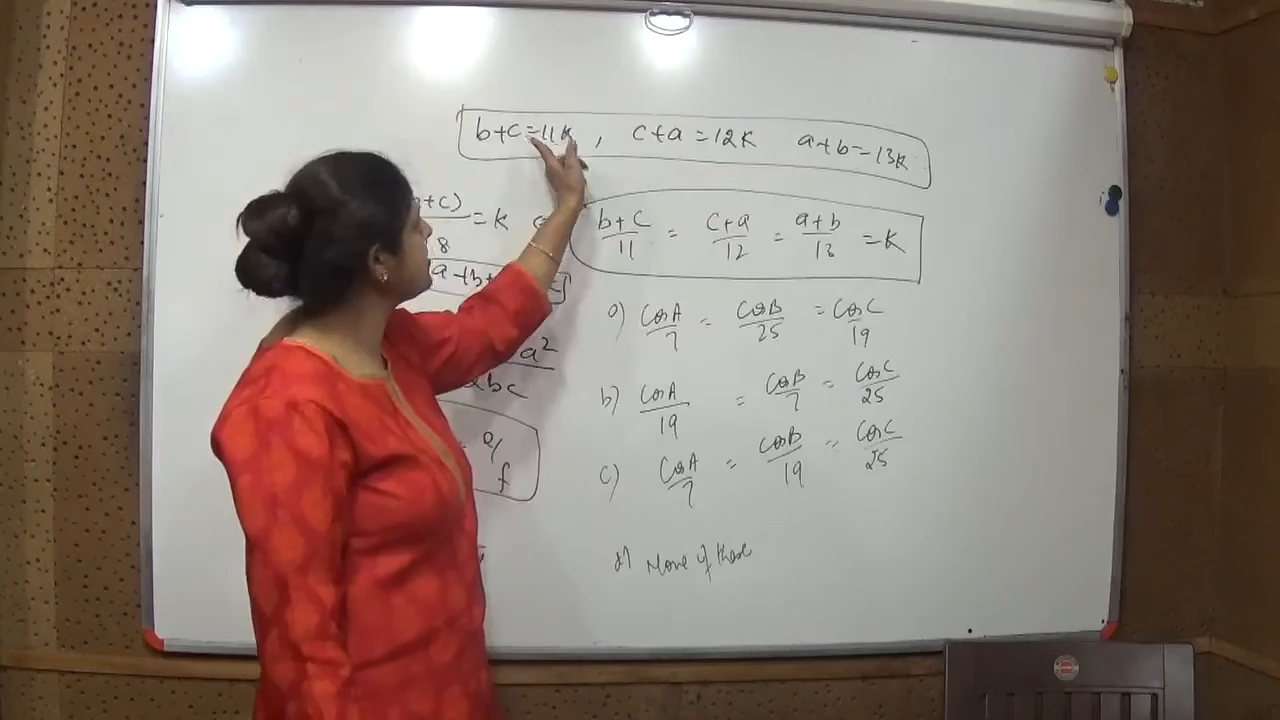 b+c=11K, c+a=12K a+b=13K
+c)/8 = K
(b+c)/11 = (c+a)/12 = (a+b)/13 = K
a+b+
a) CosA/7 = CosB/25 = CosC/19
a²/2bc
b) CosA/19 = CosB/7 = CosC/25
a/f
c) CosA/7 = CosB/19 = CosC/25
d) None of these